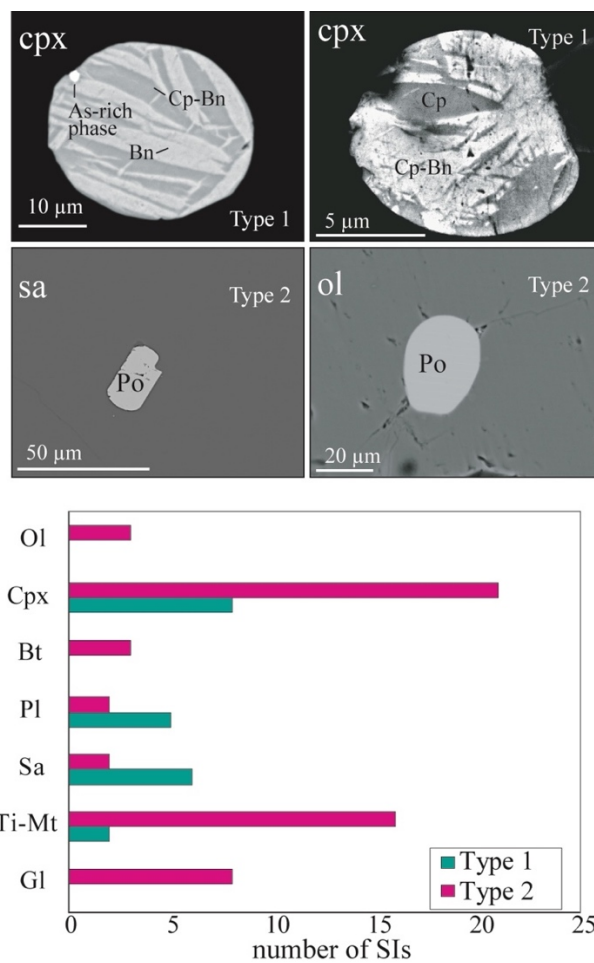 cpx
Cp-Bn
As-rich
phase
Bn
10 µm
Type 1
cpx
Type 1
Cp
Cp-Bn
5 µm
sa
Type 2
Po
50 µm
ol
Type 2
Po
20 µm
Ol
Cpx
Bt
Pl
Sa
Ti-Mt
Gl
Type 1
Type 2
0 5 10 15 20 25
number of SIs